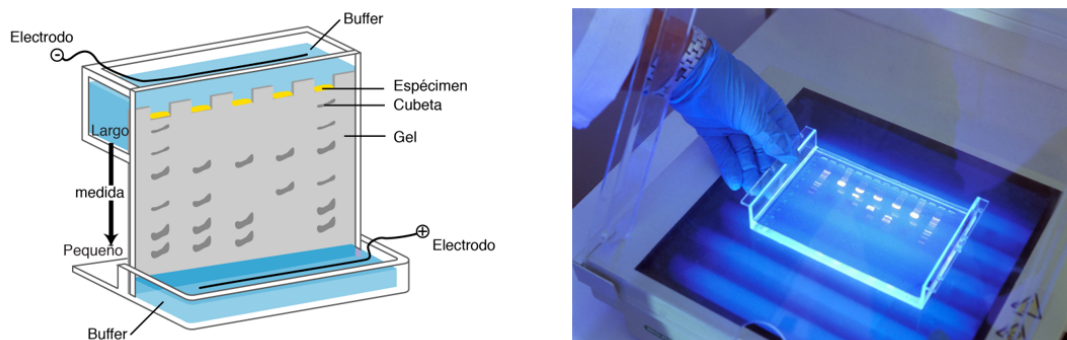 Buffer
Electrodo
Espécimen
Cubeta
Largo
Gel
medida
Pequeño
Electrodo
Buffer